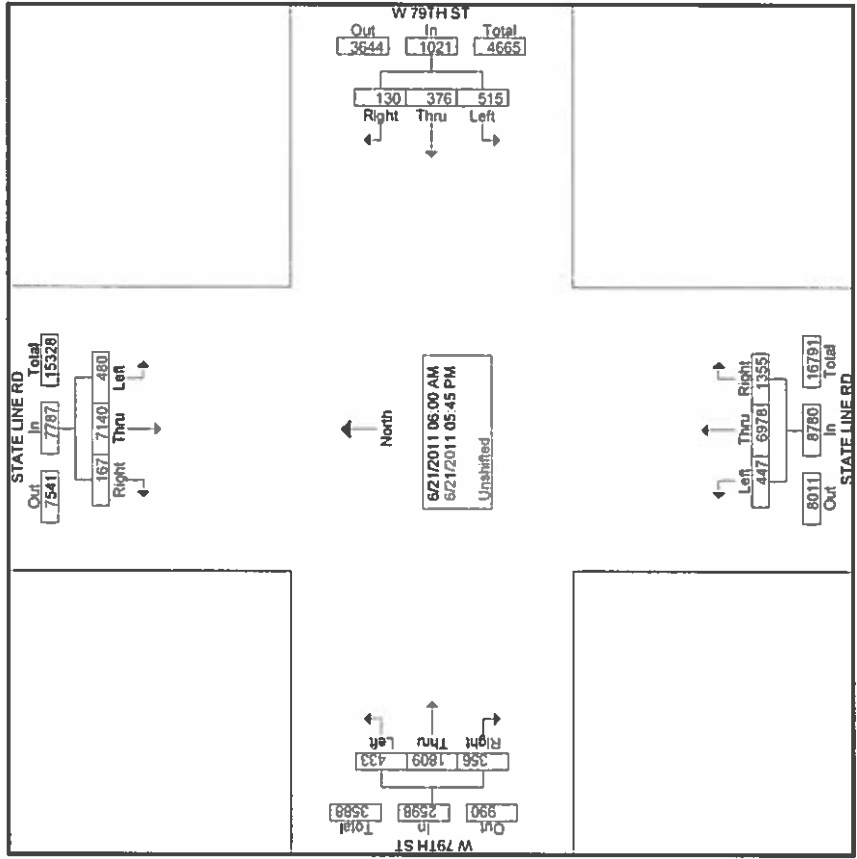 W 79TH ST
Out In Total
3644 1021 4665
130 376 515
Right Thru Left
STATE LINE RD
Out In Total
7541 7787 15328
167 7140 480
Right Thru Left
North
6/21/2011 06:00 AM
6/21/2011 05:45 PM
Unshifted
Left Thru Right
447 6978 1355
8011 8780 16791
Out In Total
STATE LINE RD
Left Thru Right
433 1809 356
3588 2598 990
Total In Out
W 79TH ST